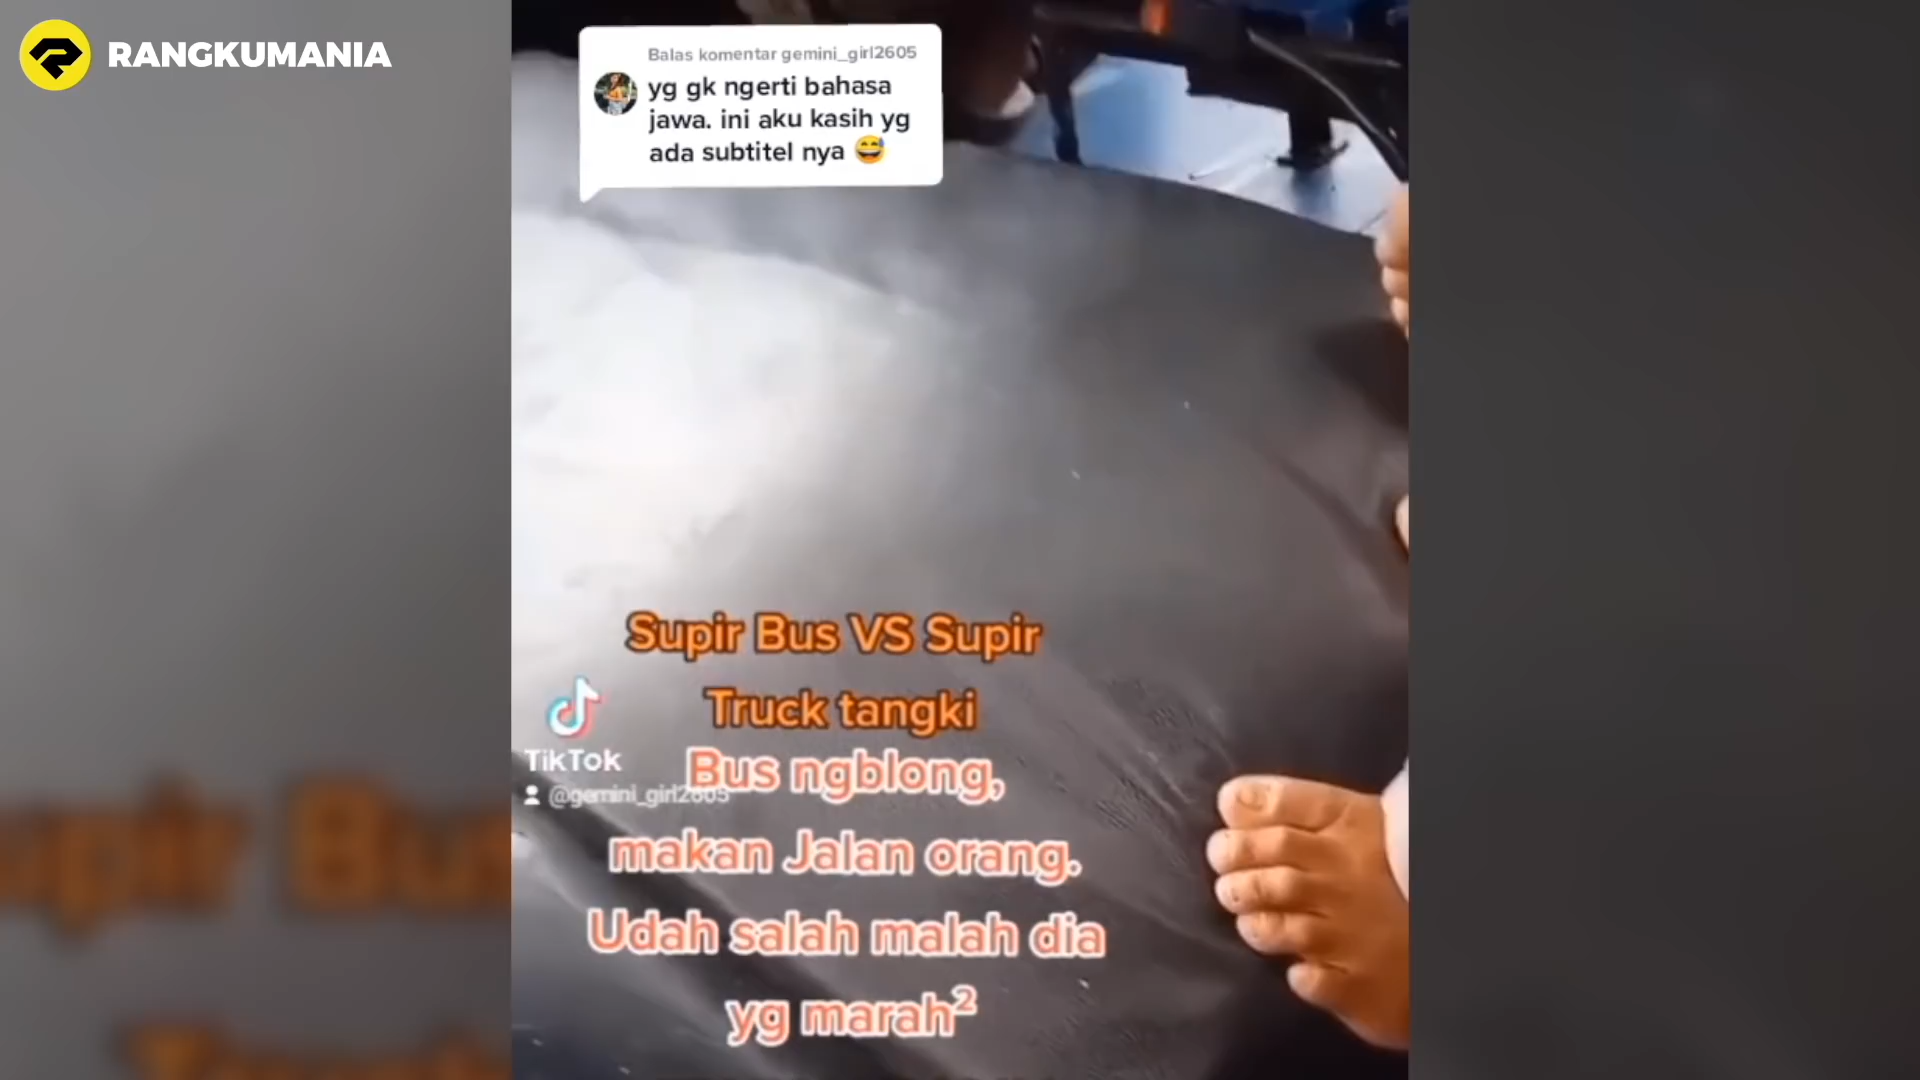 RANGKUMANIA
Balas komentar gemini_girl2605
yg gk ngerti bahasa
jawa. ini aku kasih yg
ada subtitel nya 😅
Supir Bus VS Supir
Truck tangki
TikTok
@gemini_girl2605
Bus ngblong,
makan Jalan orang.
Udah salah malah dia
yg marah²